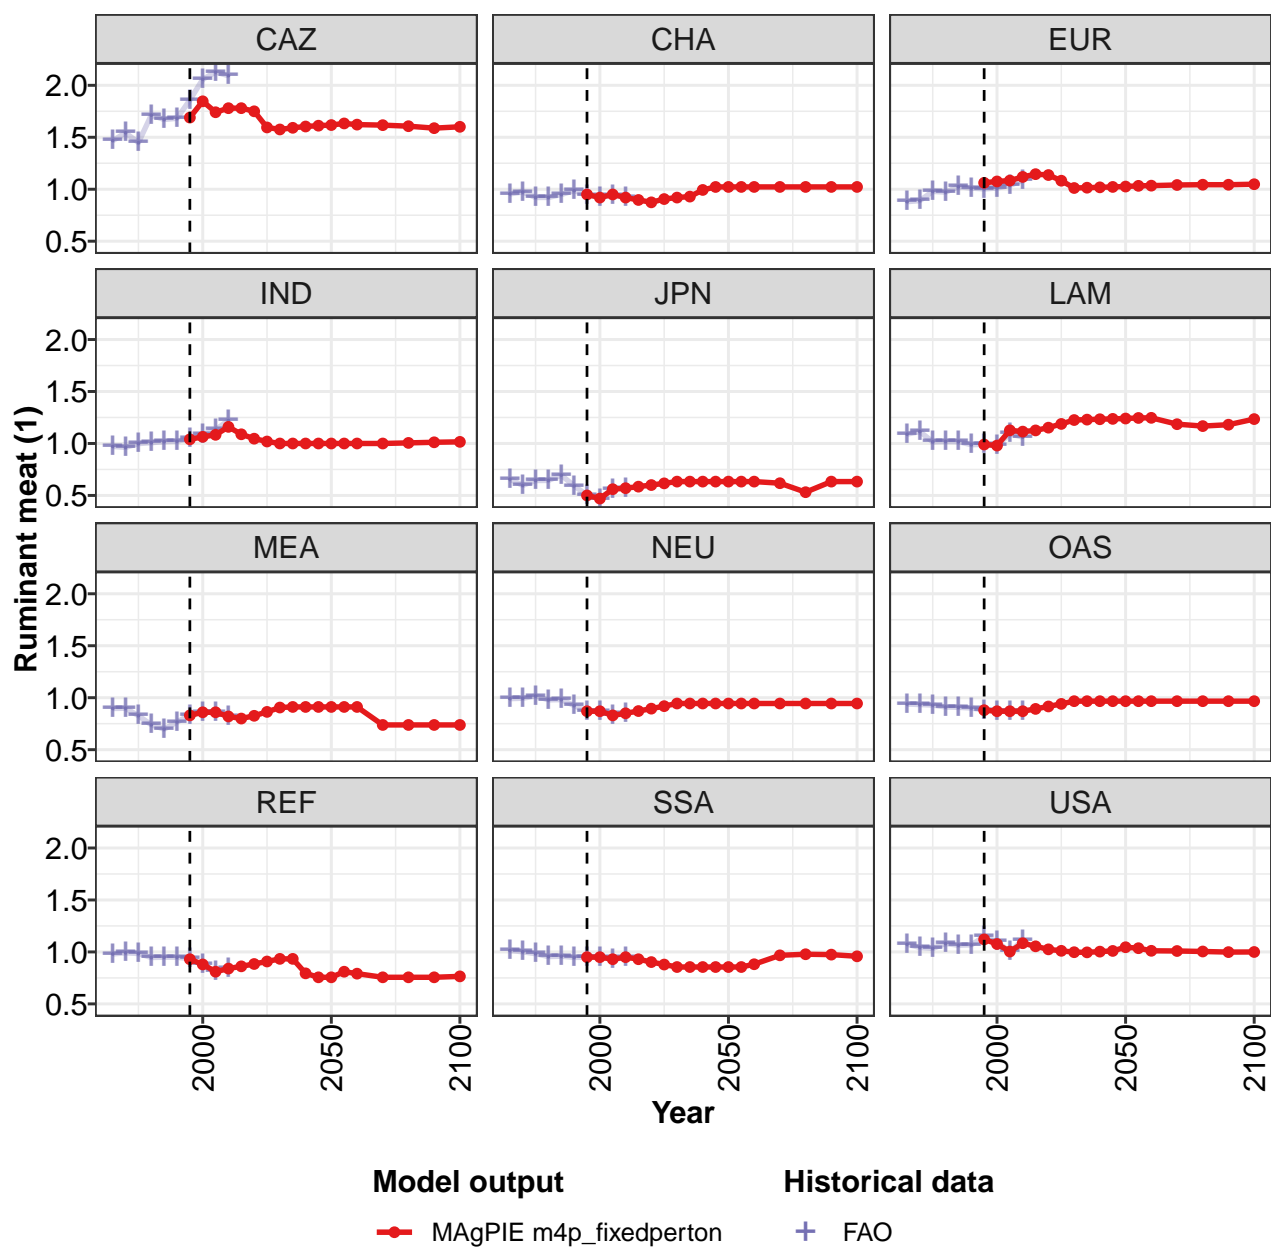 CAZ CHA EUR
2.0
1.5
1.0
0.5
IND JPN LAM
2.0
1.5
1.0
0.5
MEA NEU OAS
2.0
1.5
1.0
0.5
REF SSA USA
2.0
1.5
1.0
0.5
Ruminant meat (1)
2000 2050 2100 2000 2050 2100 2000 2050 2100
Year
Model output Historical data
MAgPIE m4p_fixedperton FAO